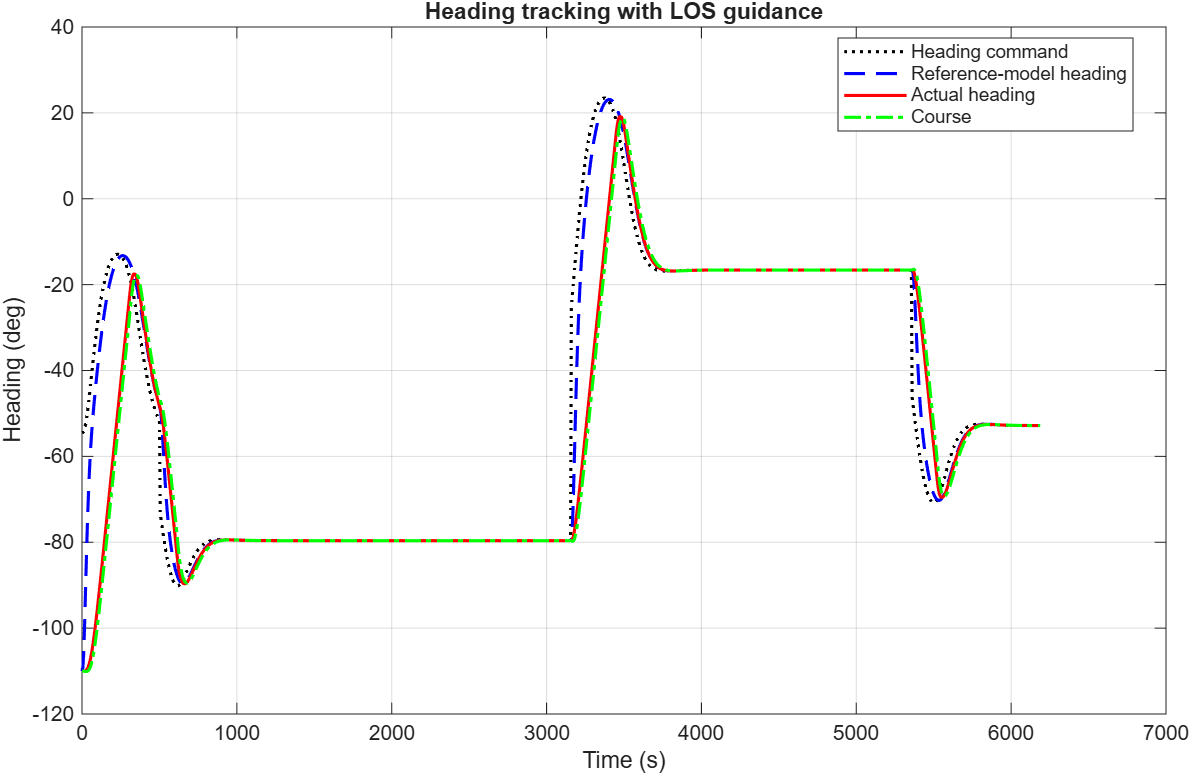 Heading tracking with LOS guidance
Heading command
Reference-model heading
Actual heading
Course
Heading (deg)
40
20
0
-20
-40
-60
-80
-100
-120
0 1000 2000 3000 4000 5000 6000 7000
Time (s)